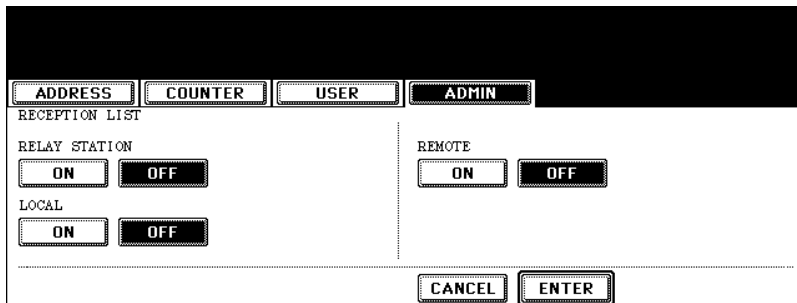 ADDRESS COUNTER USER ADMIN
RECEPTION LIST
RELAY STATION
ON OFF
LOCAL
ON OFF
REMOTE
ON OFF
CANCEL ENTER